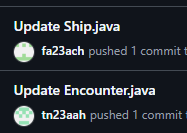 Update Ship.java
fa23ach pushed 1 commit
Update Encounter.java
tn23aah pushed 1 commit